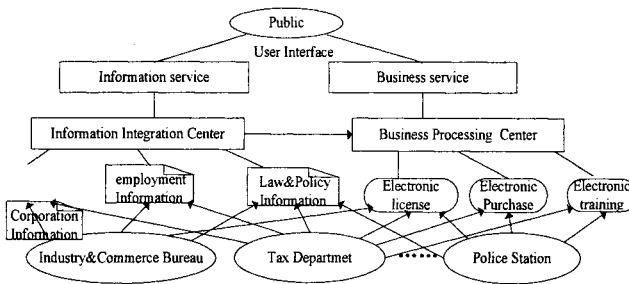 Public
User Interface
Information service
Business service
Information Integration Center
Business Processing Center
employment
Information
Law&Policy
Information
Electronic
license
Electronic
Purchase
Electronic
training
Corporation
Information
Industry&Commerce Bureau
Tax Departmet
Police Station